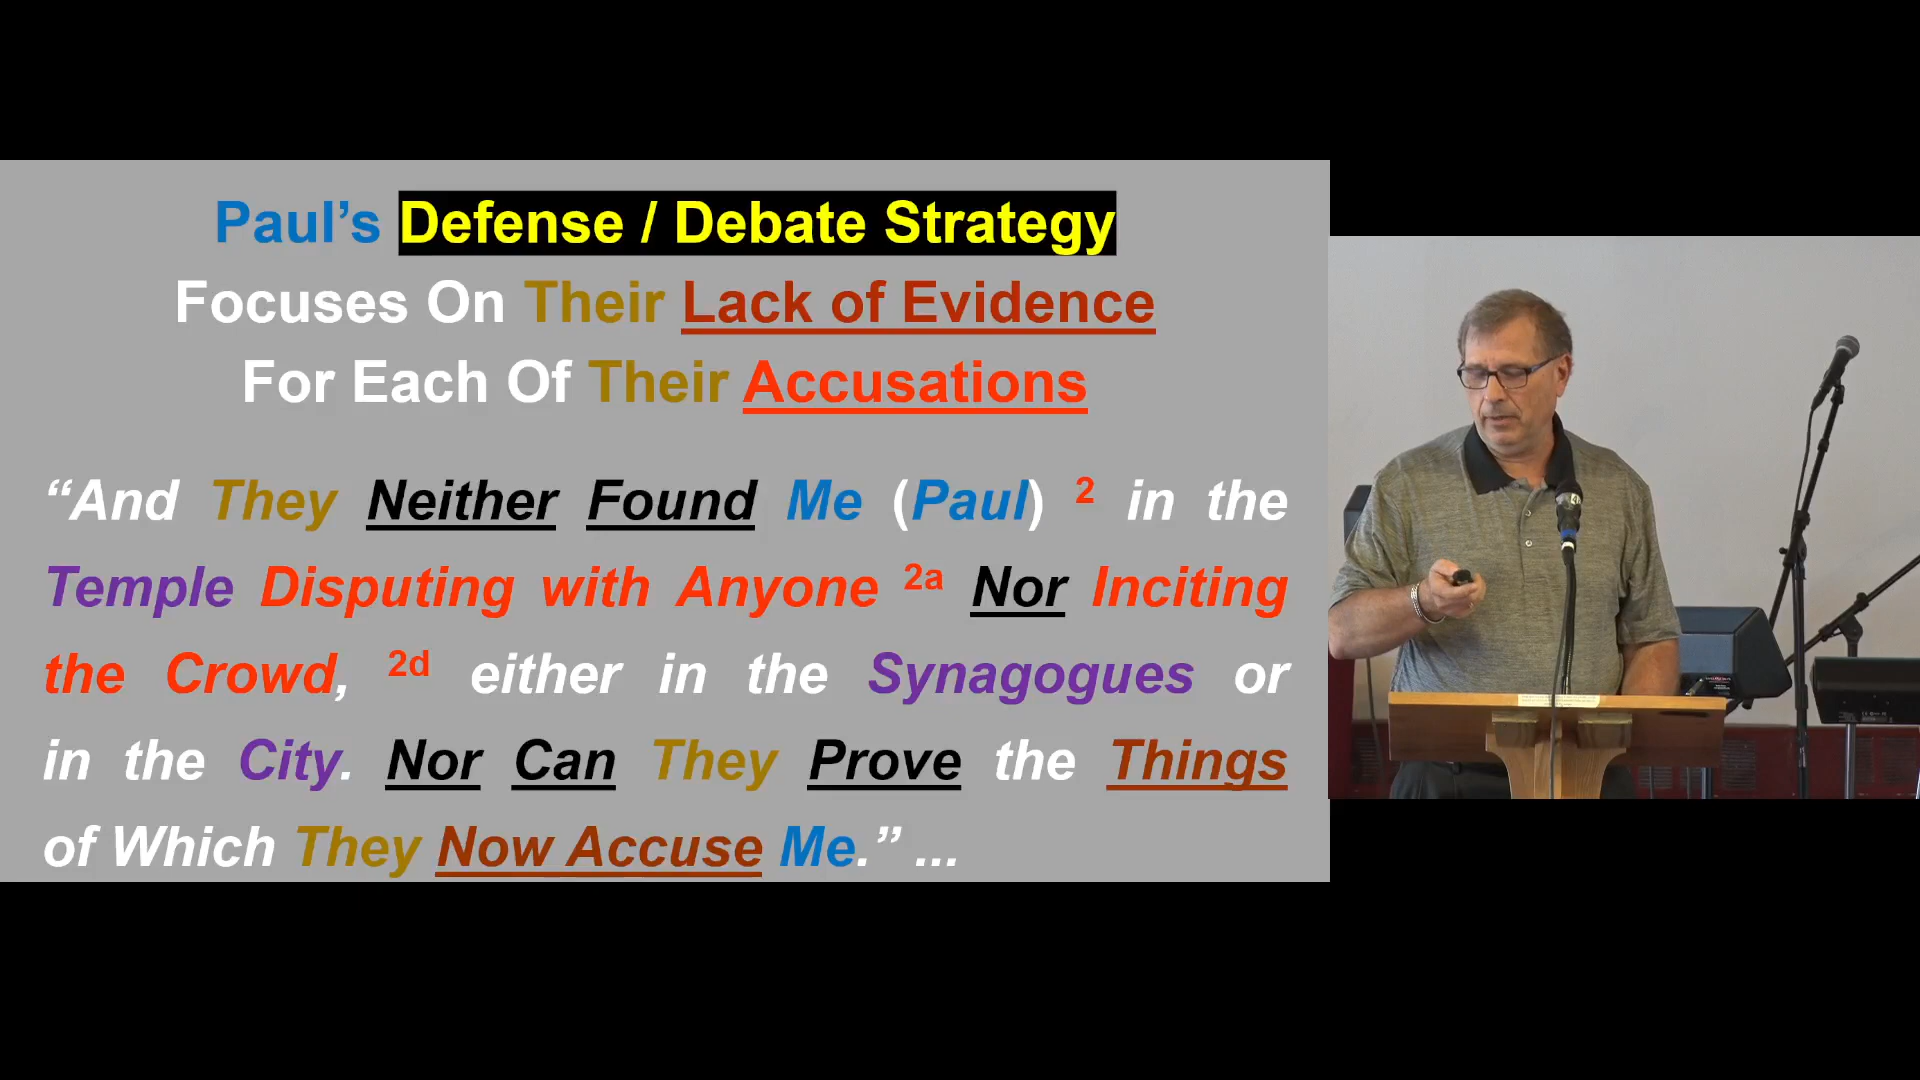 Paul’s Defense / Debate Strategy
Focuses On Their Lack of Evidence
For Each Of Their Accusations
“And They Neither Found Me (Paul) 2 in the
Temple Disputing with Anyone 2a Nor Inciting
the Crowd, 2d either in the Synagogues or
in the City. Nor Can They Prove the Things
of Which They Now Accuse Me.” ...